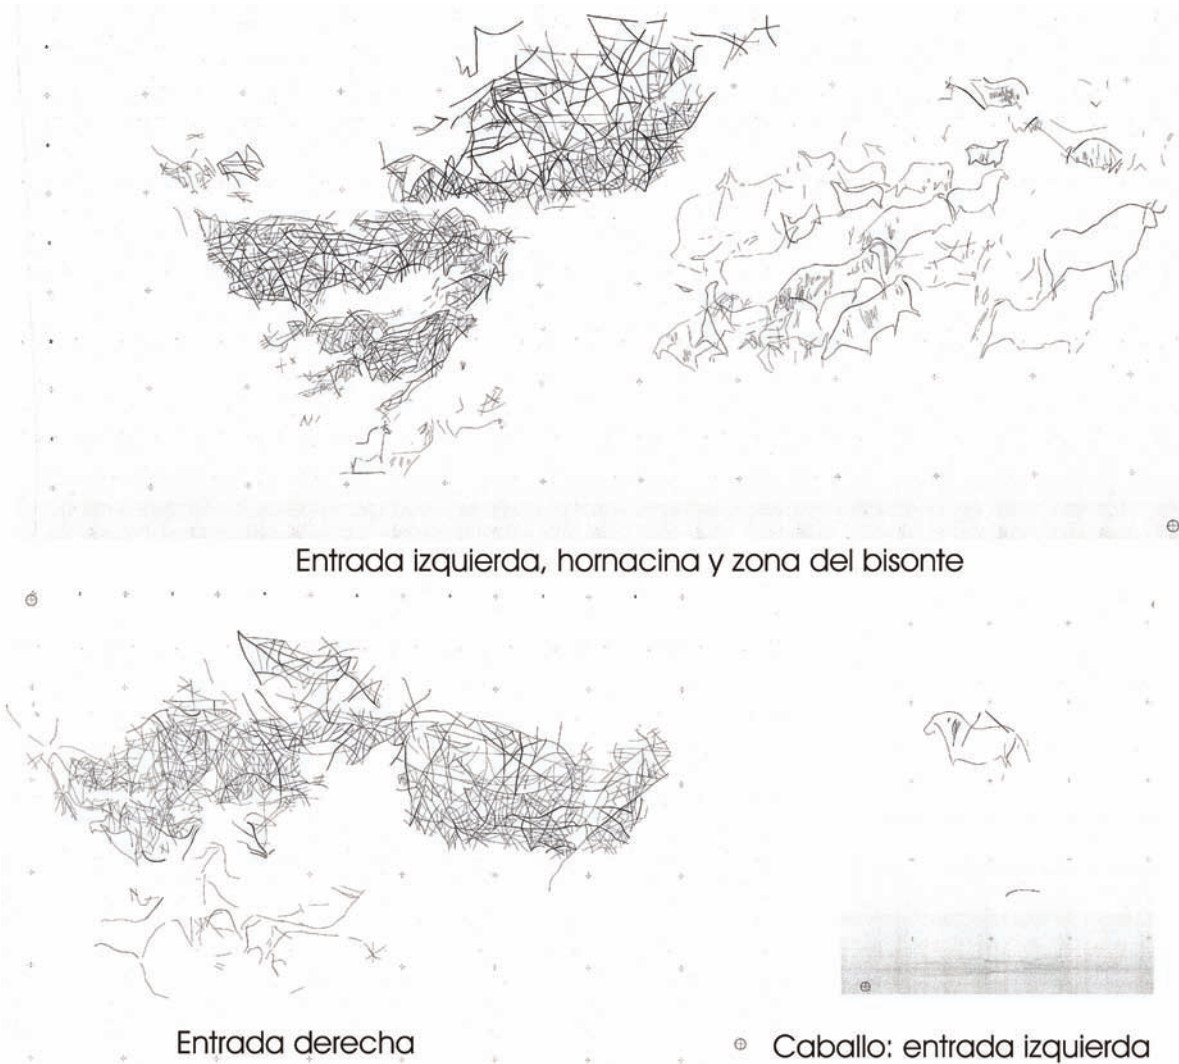 Entrada izquierda, hornacina y zona del bisonte
Entrada derecha
Caballo: entrada izquierda